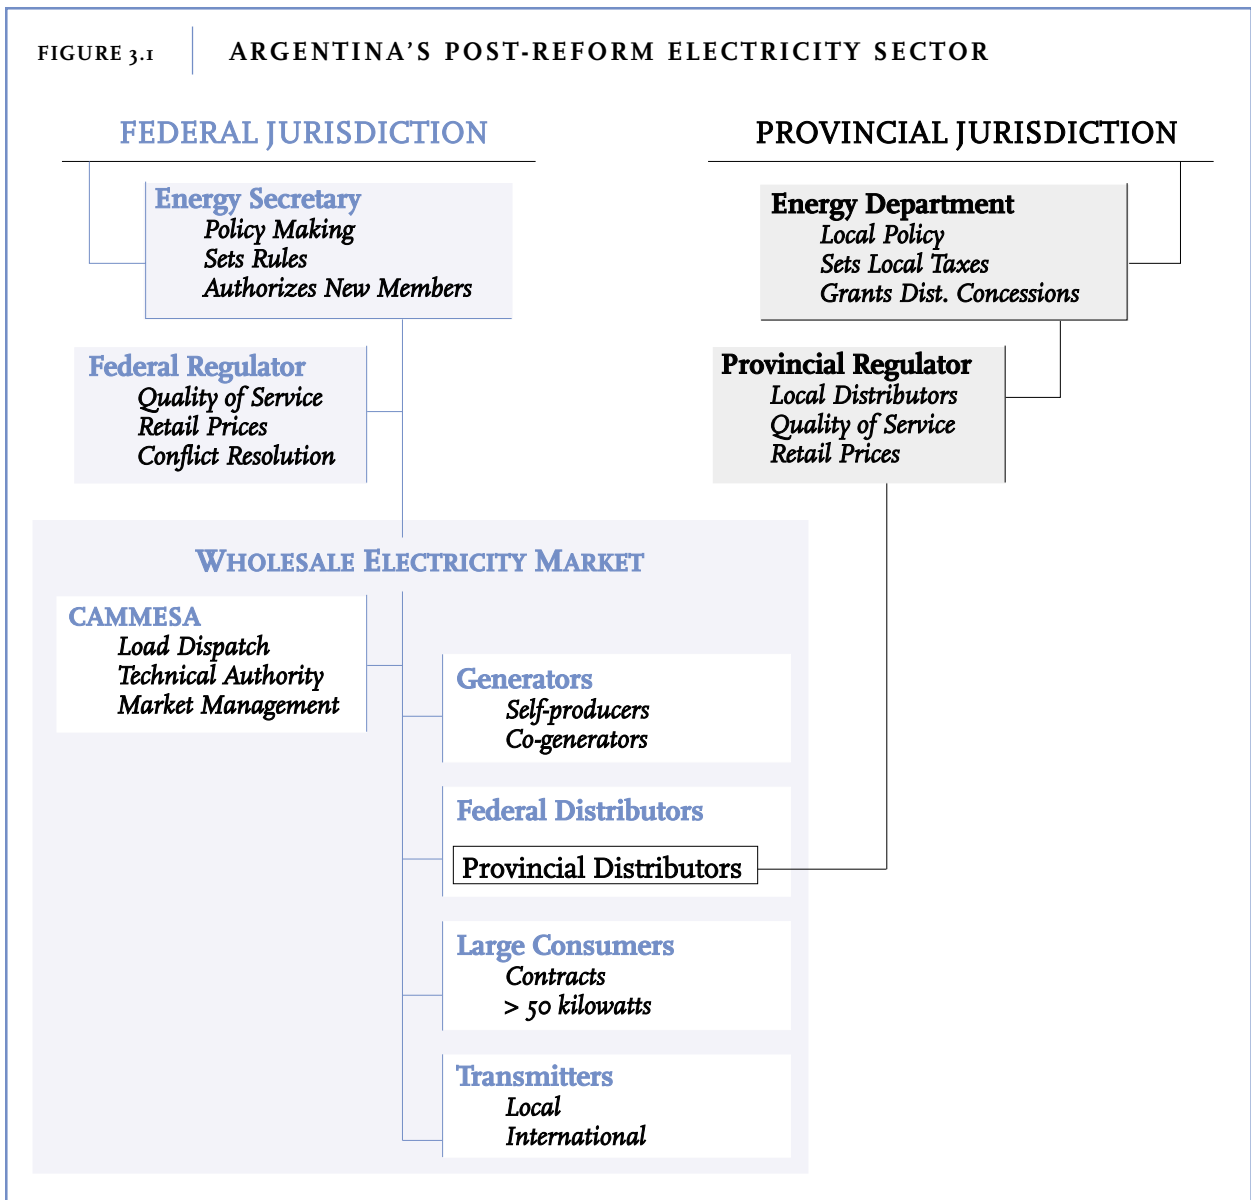 FIGURE 3.1
ARGENTINA'S POST-REFORM ELECTRICITY SECTOR
FEDERAL JURISDICTION
Energy Secretary
Policy Making
Sets Rules
Authorizes New Members
Federal Regulator
Quality of Service
Retail Prices
Conflict Resolution
PROVINCIAL JURISDICTION
Energy Department
Local Policy
Sets Local Taxes
Grants Dist. Concessions
Provincial Regulator
Local Distributors
Quality of Service
Retail Prices
WHOLESALE ELECTRICITY MARKET
CAMMESA
Load Dispatch
Technical Authority
Market Management
Generators
Self-producers
Co-generators
Federal Distributors
Provincial Distributors
Large Consumers
Contracts
> 50 kilowatts
Transmitters
Local
International